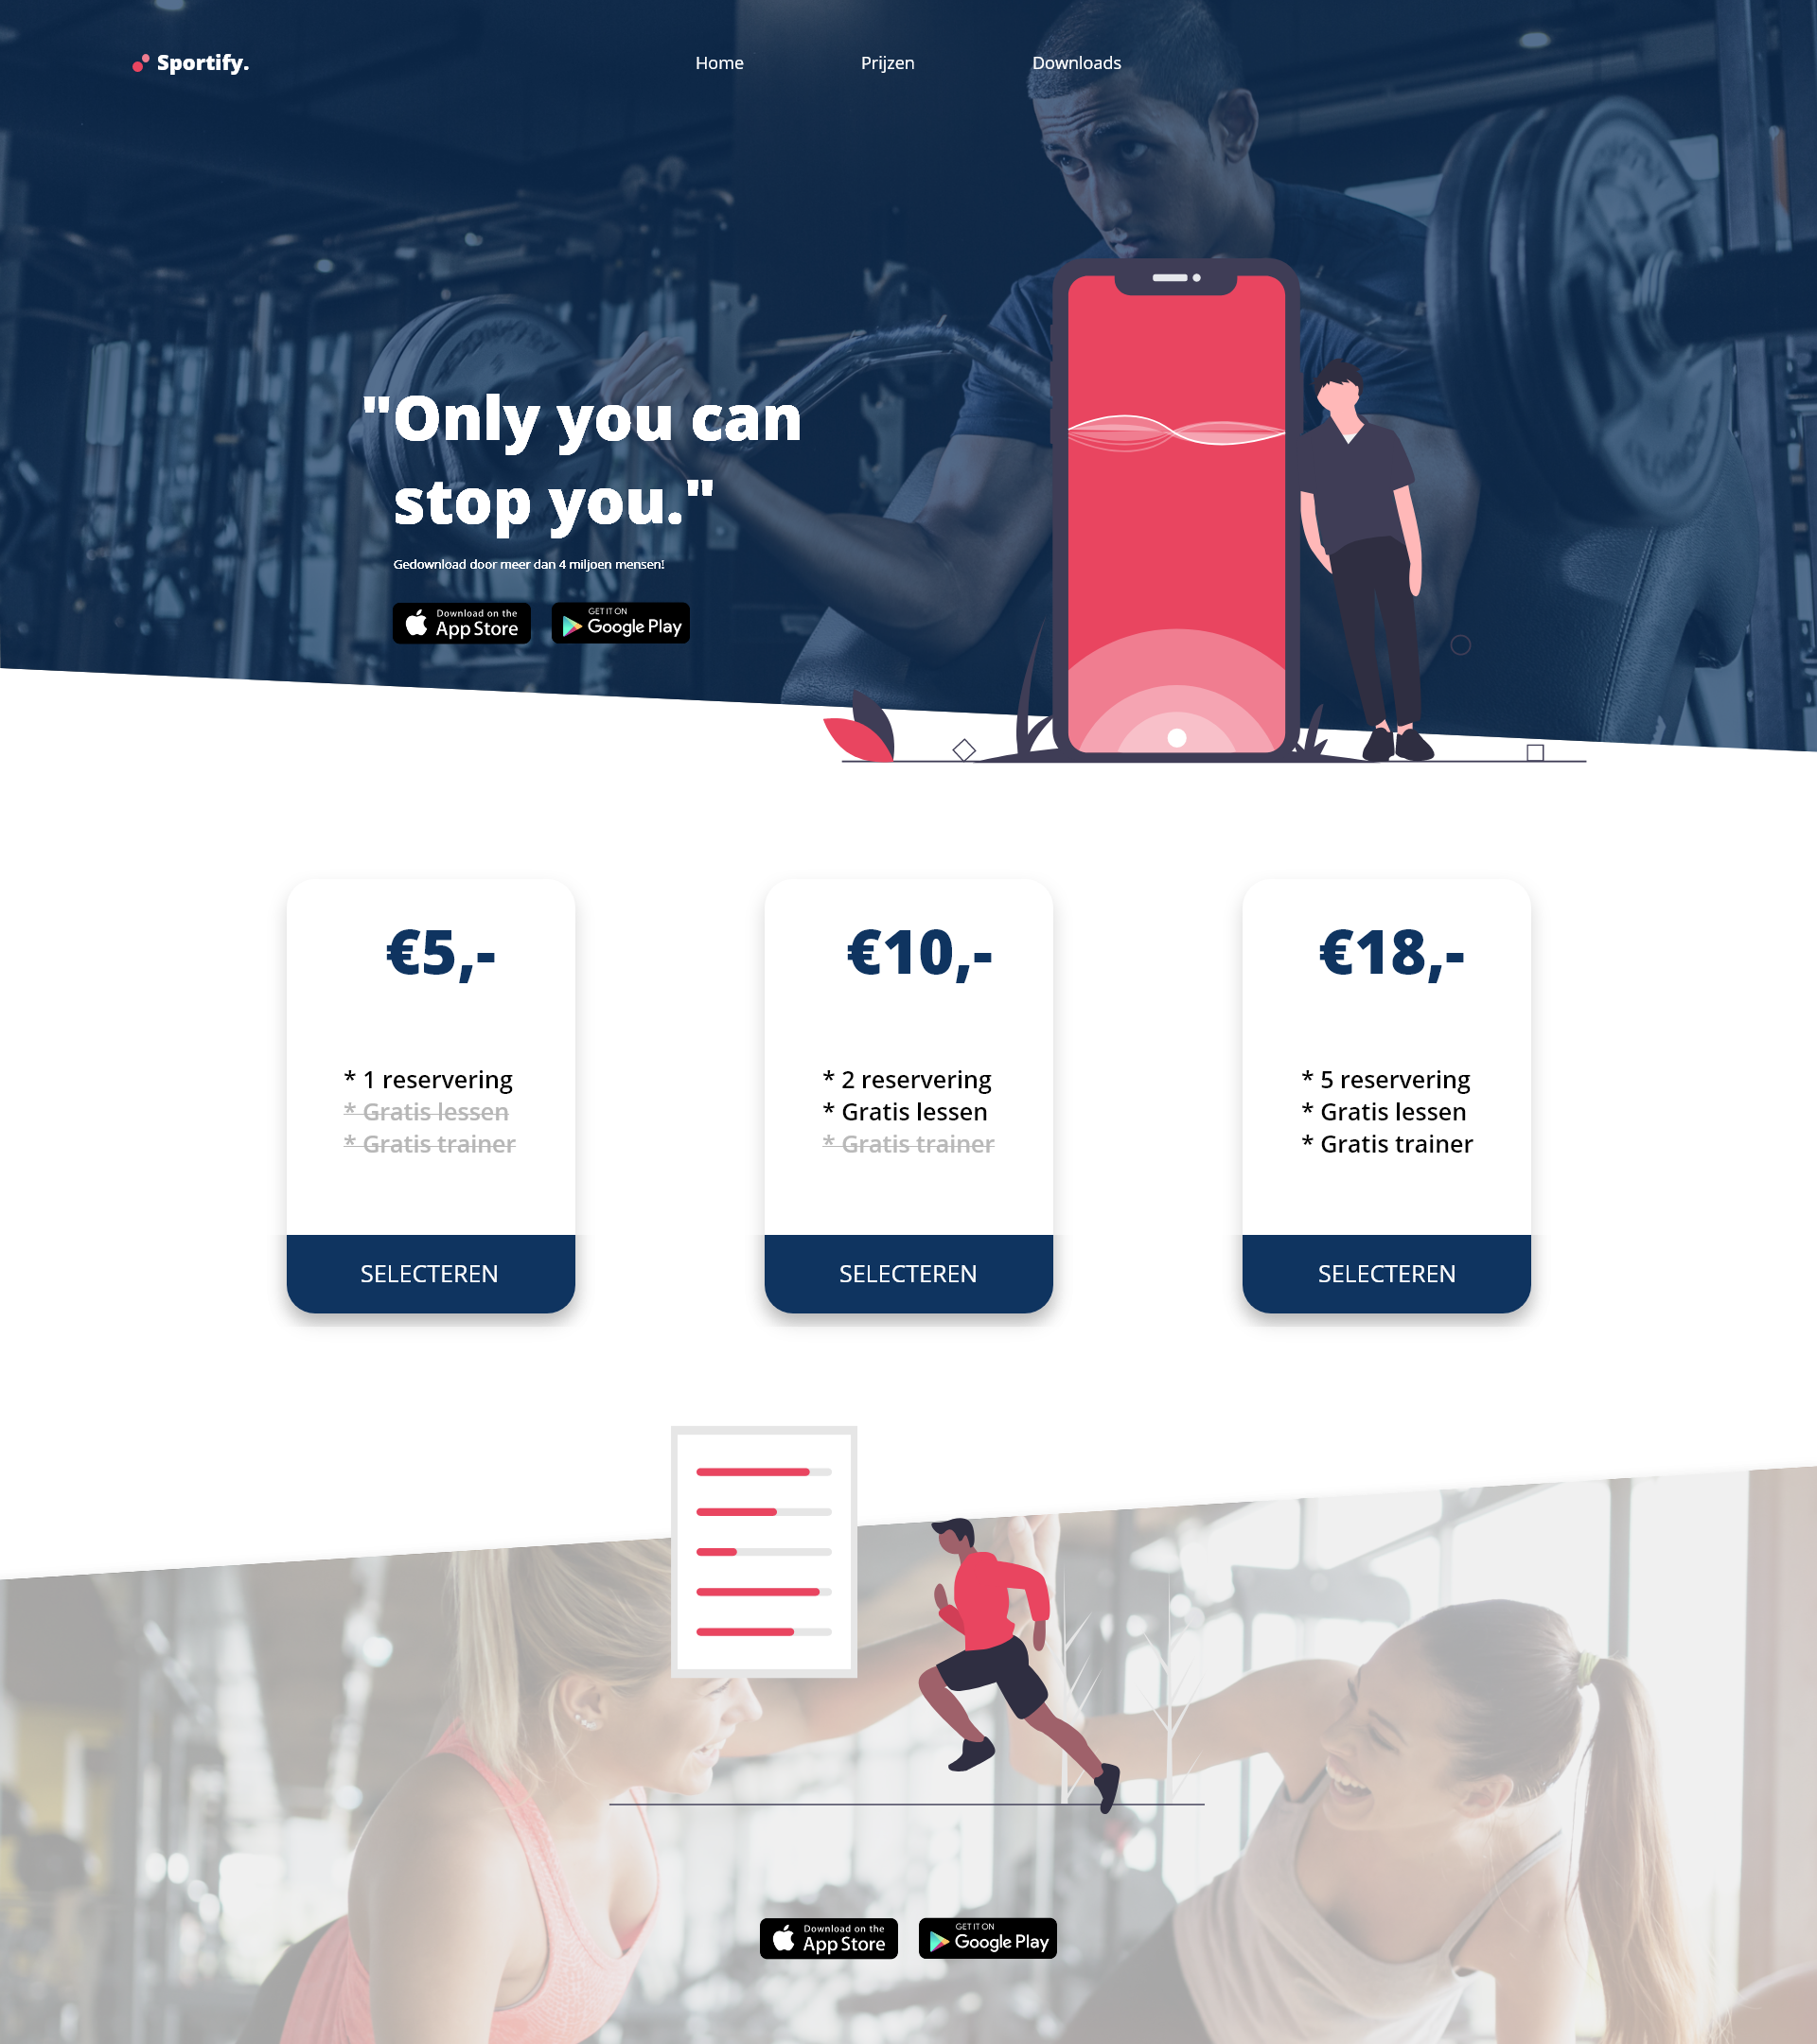 Sportify.
Home
Prijzen
Downloads
"Only you can
stop you."
Gedownload door meer dan 4 miljoen mensen!
Download on the
App Store
GET IT ON
Google Play
€5,-
* 1 reservering
* Gratis lessen
* Gratis trainer
SELECTEREN
€10,-
* 2 reservering
* Gratis lessen
* Gratis trainer
SELECTEREN
€18,-
* 5 reservering
* Gratis lessen
* Gratis trainer
SELECTEREN
Download on the
App Store
GET IT ON
Google Play